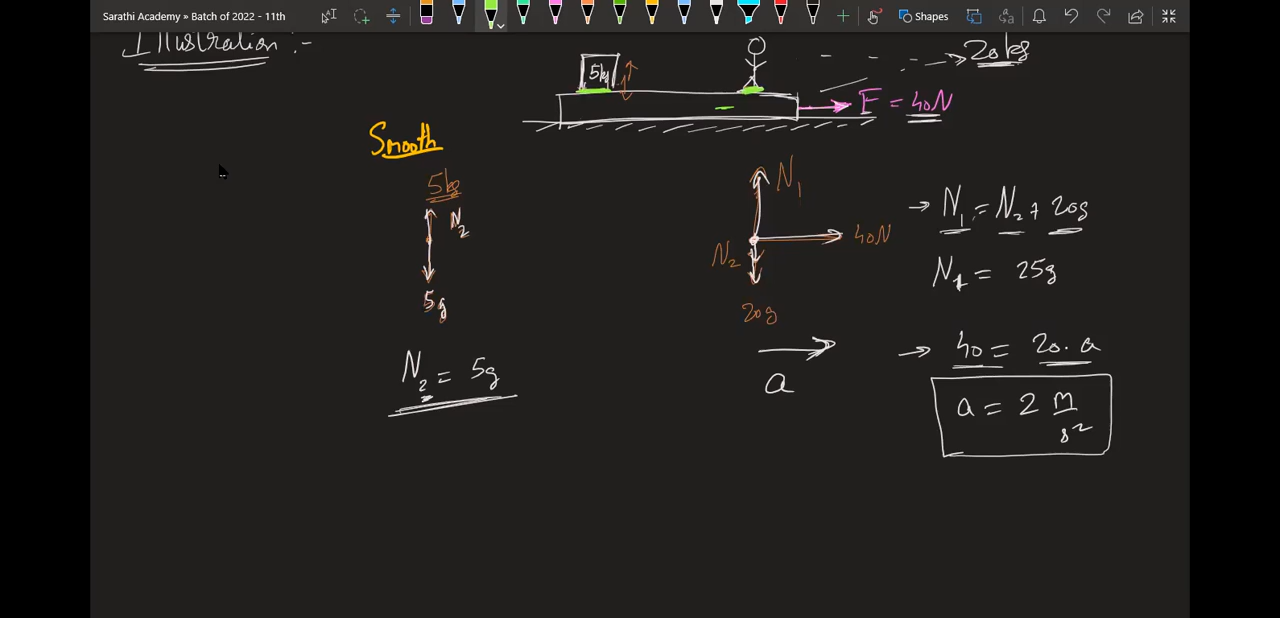 Sarathi Academy » Batch of 2022 - 11th
Shapes
Illustration :-
20kg
5kg
F = 40N
Smooth
5kg
N₂
5g
N₂ = 5g
N₁
40N
N₂
20g
a
→ N₁ = N₂ + 20g
N₁ = 25g
→ 40 = 20. a
a = 2 m/s²